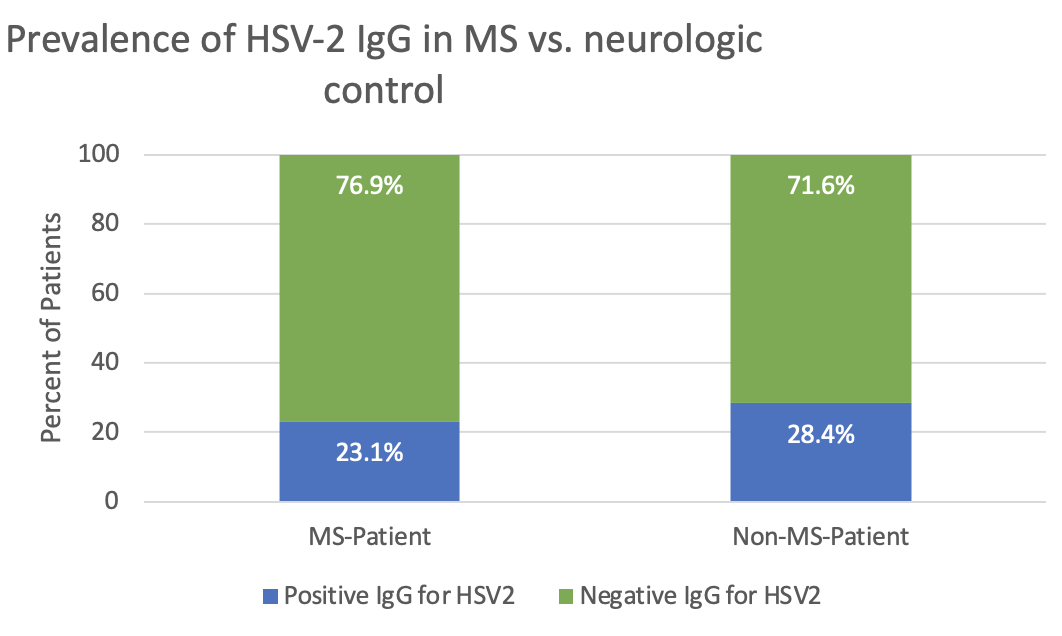 Prevalence of HSV-2 IgG in MS vs. neurologic
control
100
80
60
40
20
0
Percent of Patients
76.9%
71.6%
23.1%
28.4%
MS-Patient
Non-MS-Patient
Positive IgG for HSV2
Negative IgG for HSV2